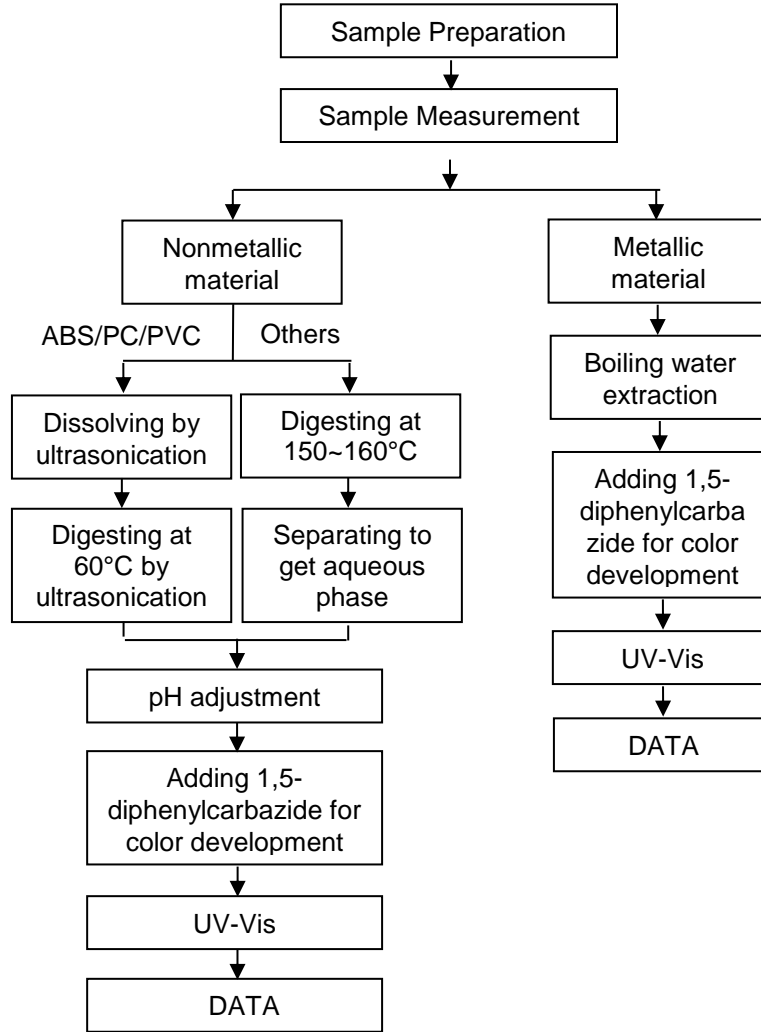 Sample Preparation
Sample Measurement
Nonmetallic
material
Metallic
material
ABS/PC/PVC
Others
Dissolving by
ultrasonication
Digesting at
150~160°C
Boiling water
extraction
Digesting at
60°C by
ultrasonication
Separating to
get aqueous
phase
Adding 1,5-
diphenylcarba
zide for color
development
pH adjustment
UV-Vis
DATA
Adding 1,5-
diphenylcarbazide for
color development
UV-Vis
DATA